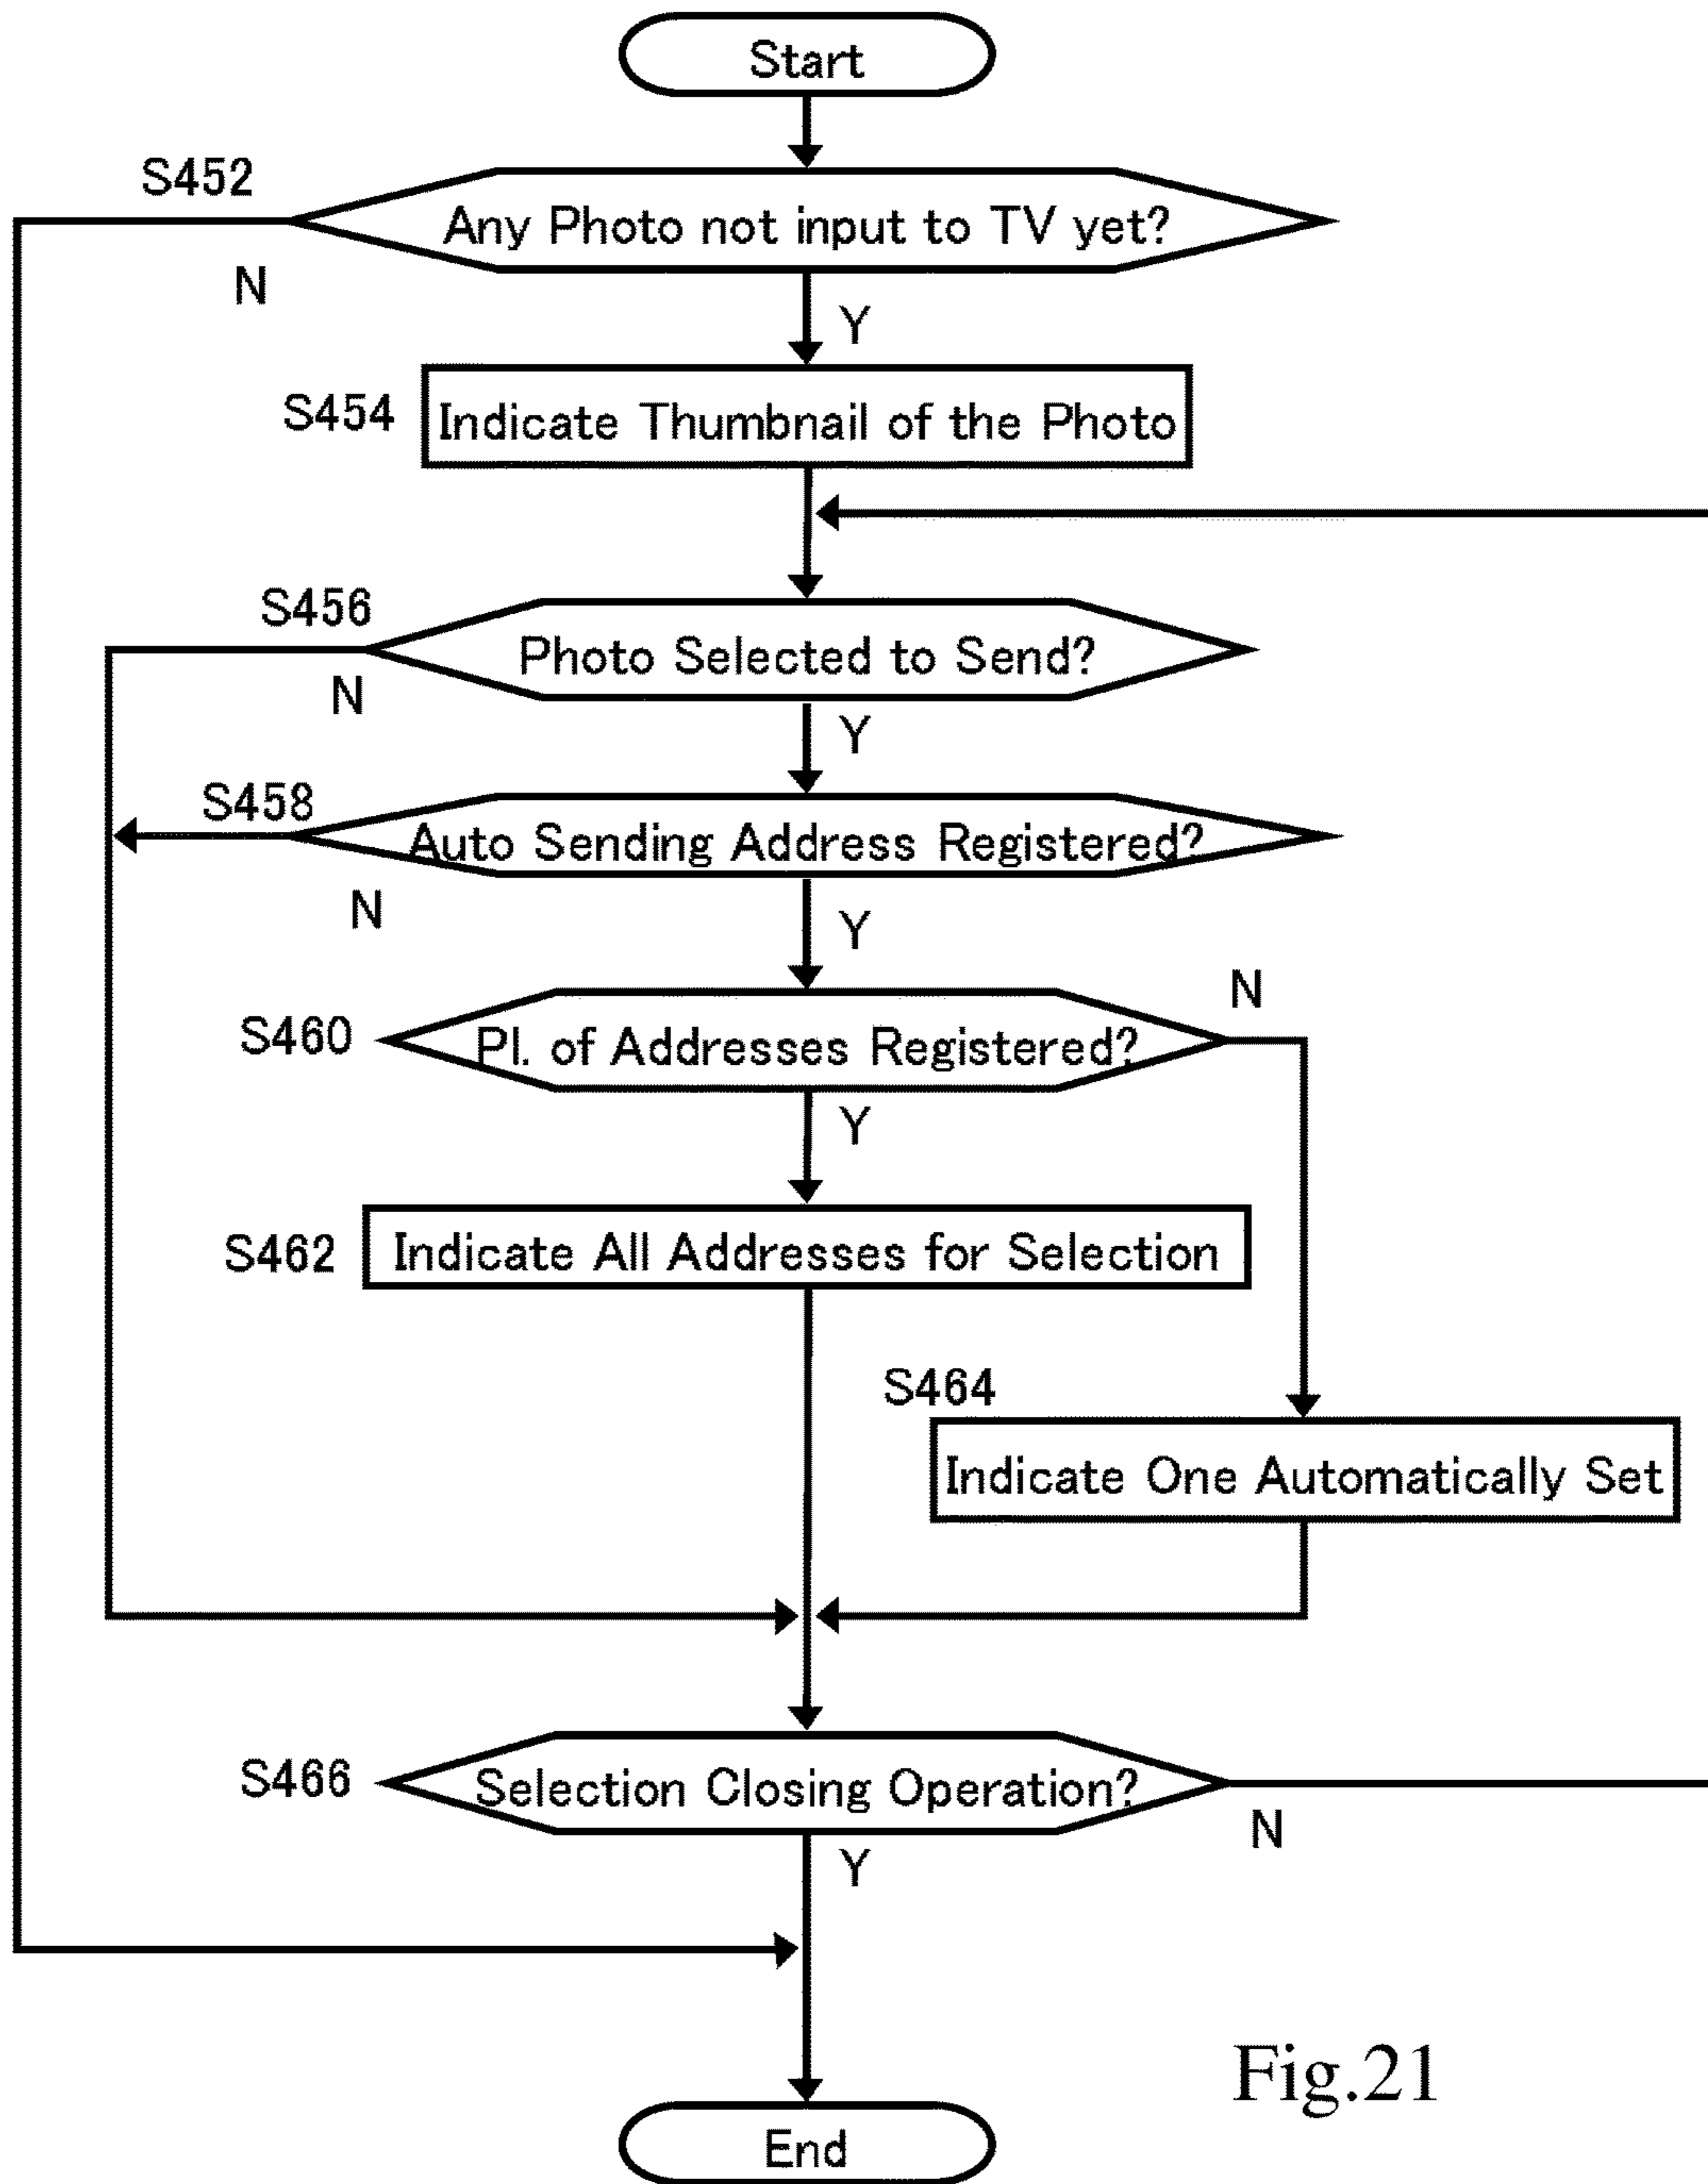 Start
S452
Any Photo not input to TV yet?
N
Y
S454
Indicate Thumbnail of the Photo
S456
Photo Selected to Send?
N
Y
S458
Auto Sending Address Registered?
N
Y
N
S460
Pl. of Addresses Registered?
Y
S462
Indicate All Addresses for Selection
S464
Indicate One Automatically Set
S466
Selection Closing Operation?
N
Y
Fig.21
End